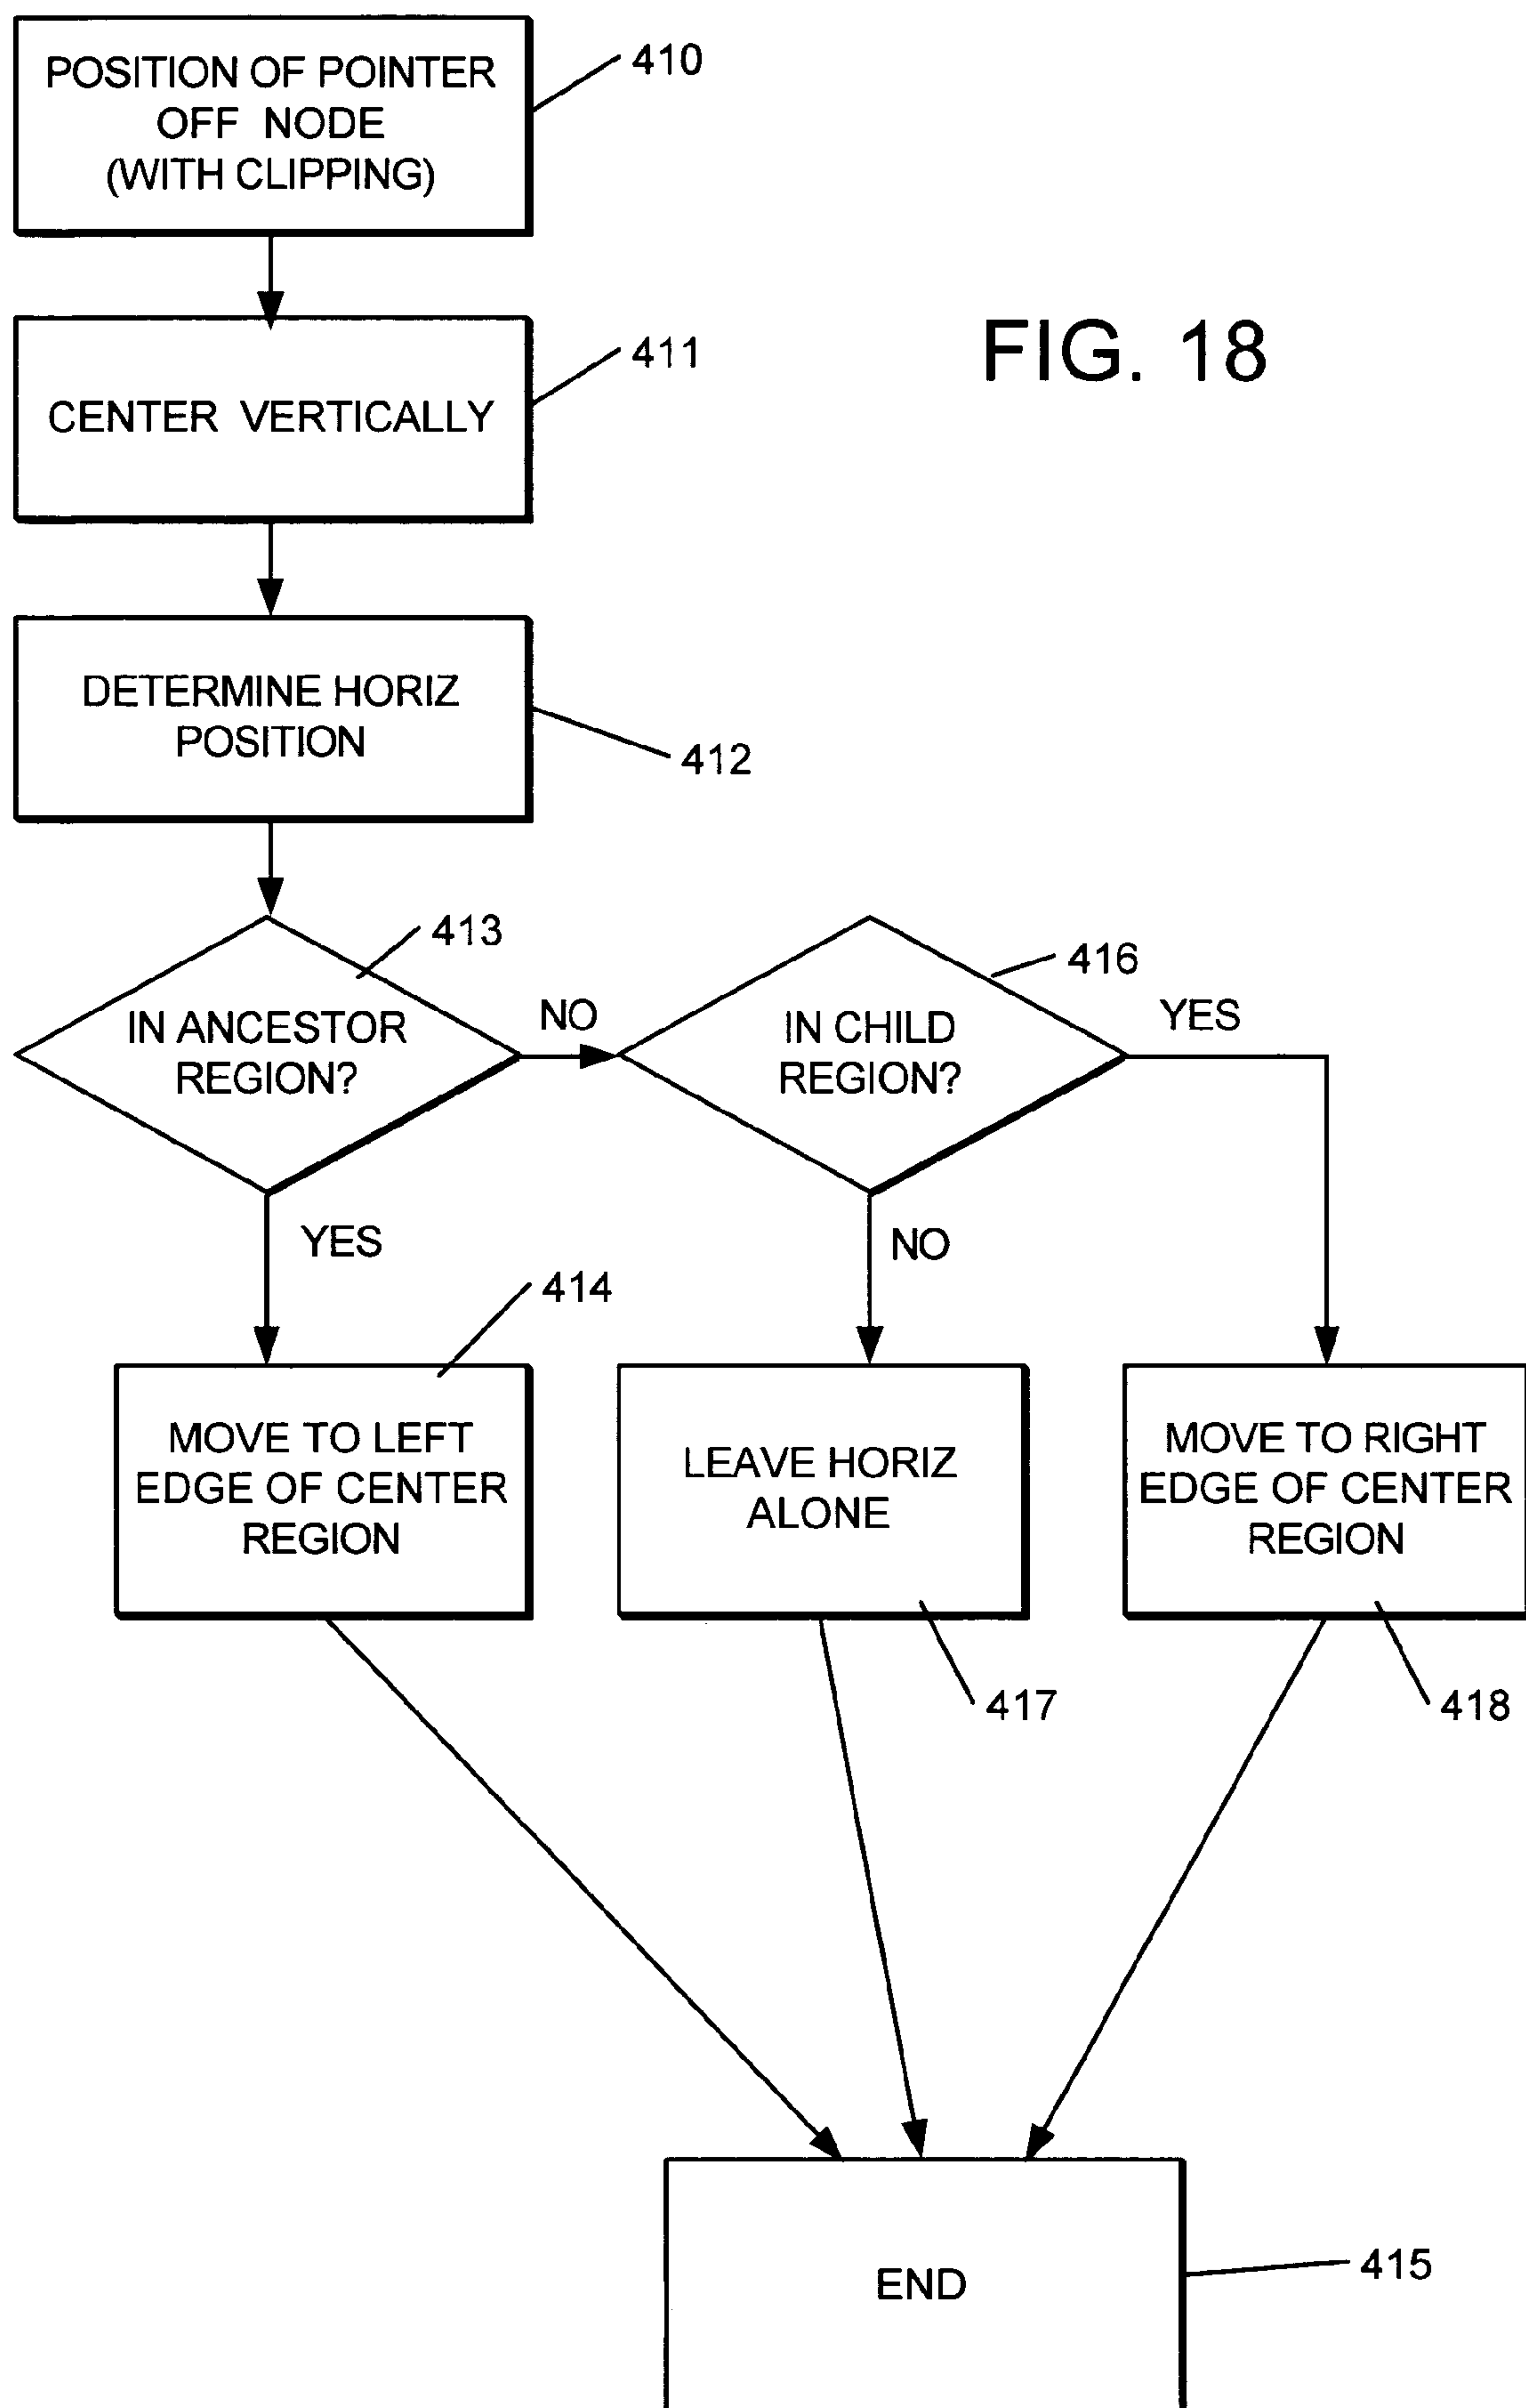 POSITION OF POINTER
OFF NODE
(WITH CLIPPING)
410
CENTER VERTICALLY
411
FIG. 18
DETERMINE HORIZ
POSITION
412
IN ANCESTOR
REGION?
413
NO
IN CHILD
REGION?
416
YES
YES
NO
MOVE TO LEFT
EDGE OF CENTER
REGION
414
LEAVE HORIZ
ALONE
417
MOVE TO RIGHT
EDGE OF CENTER
REGION
418
END
415